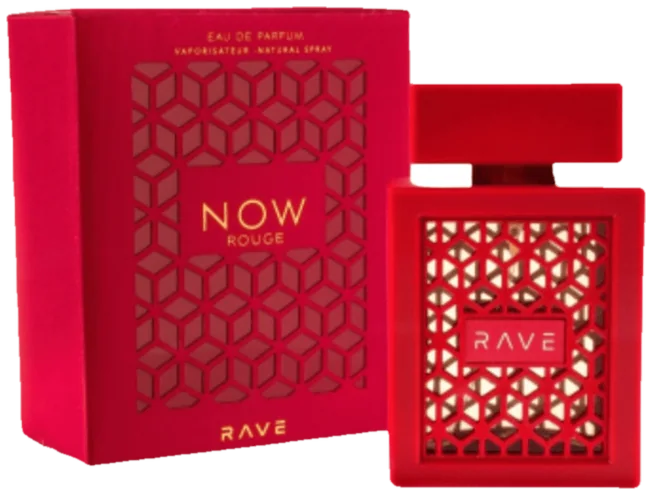 EAU DE PARFUM
VAPORISATEUR - NATURAL SPRAY
NOW
ROUGE
RAVE
RAVE